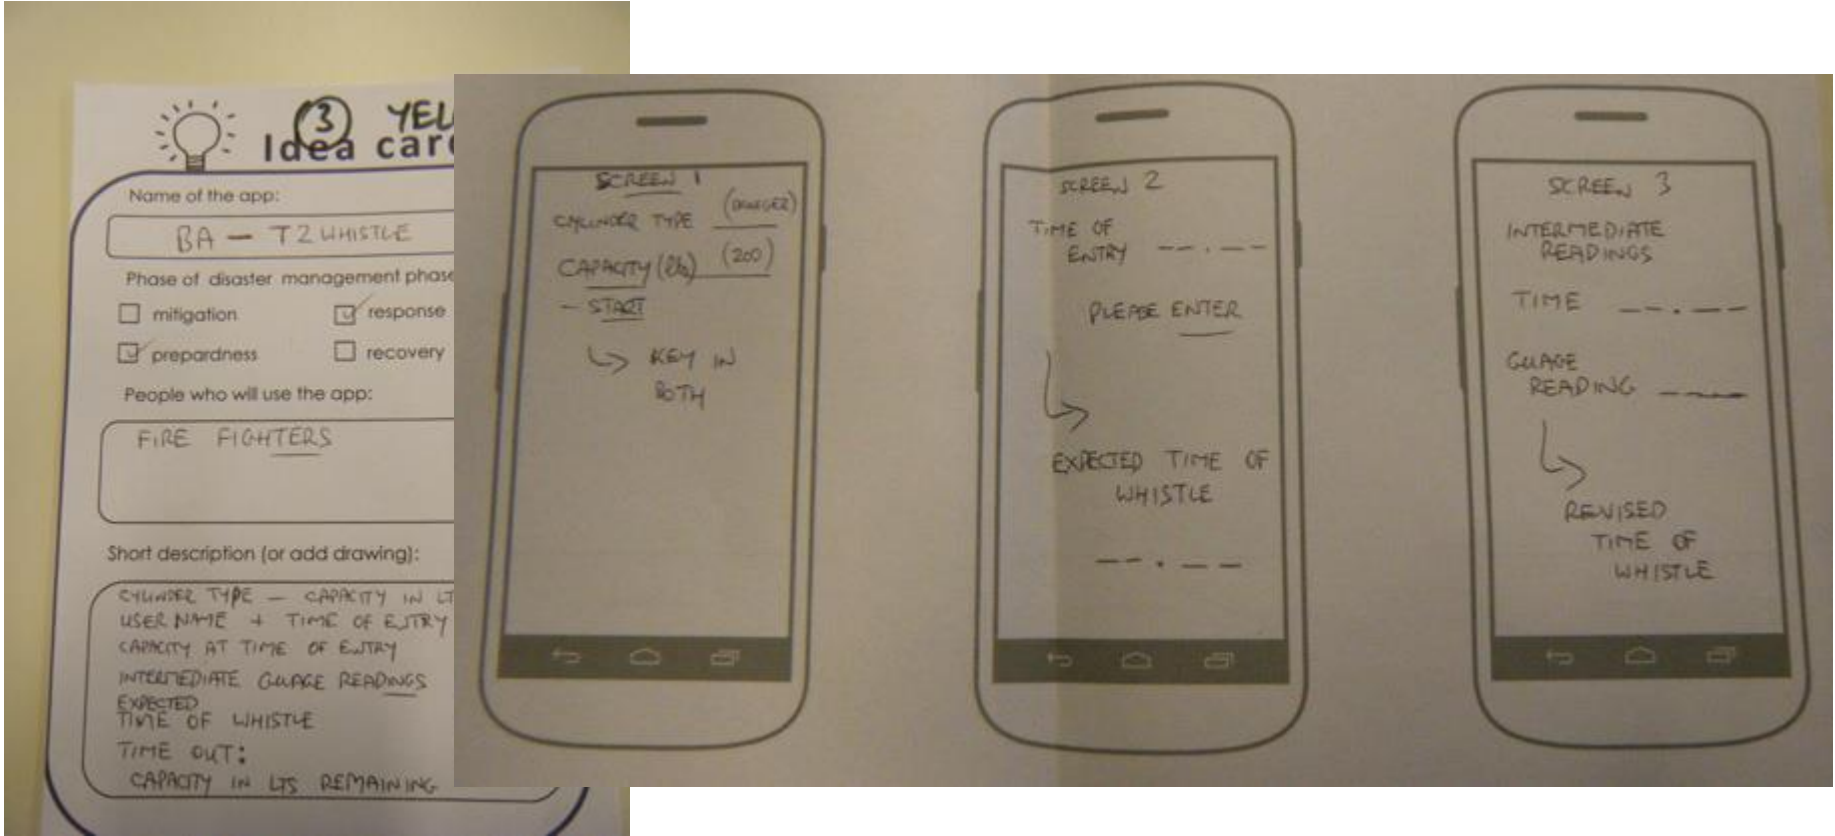 3 YEL
Idea card
Name of the app:
BA - T2 WHISTLE
Phase of disaster management phase
mitigation
response
prepardness
recovery
People who will use the app:
FIRE FIGHTERS
Short description (or add drawing):
CYLINDER TYPE - CAPACITY IN LT
USER NAME + TIME OF ENTRY
CAPACITY AT TIME OF ENTRY
INTERMEDIATE GUAGE READINGS
EXPECTED
TIME OF WHISTLE
TIME OUT:
CAPACITY IN LTS REMAINING
SCREEN 1
CYLINDER TYPE
CAPACITY (200)
- START
KEY IN
BOTH
SCREEN 2
TIME OF
ENTRY --.--
PLEASE ENTER
EXPECTED TIME OF
WHISTLE
--.--
SCREEN 3
INTERMEDIATE
READINGS
TIME --.--
GUAGE
READING ----
REVISED
TIME OF
WHISTLE